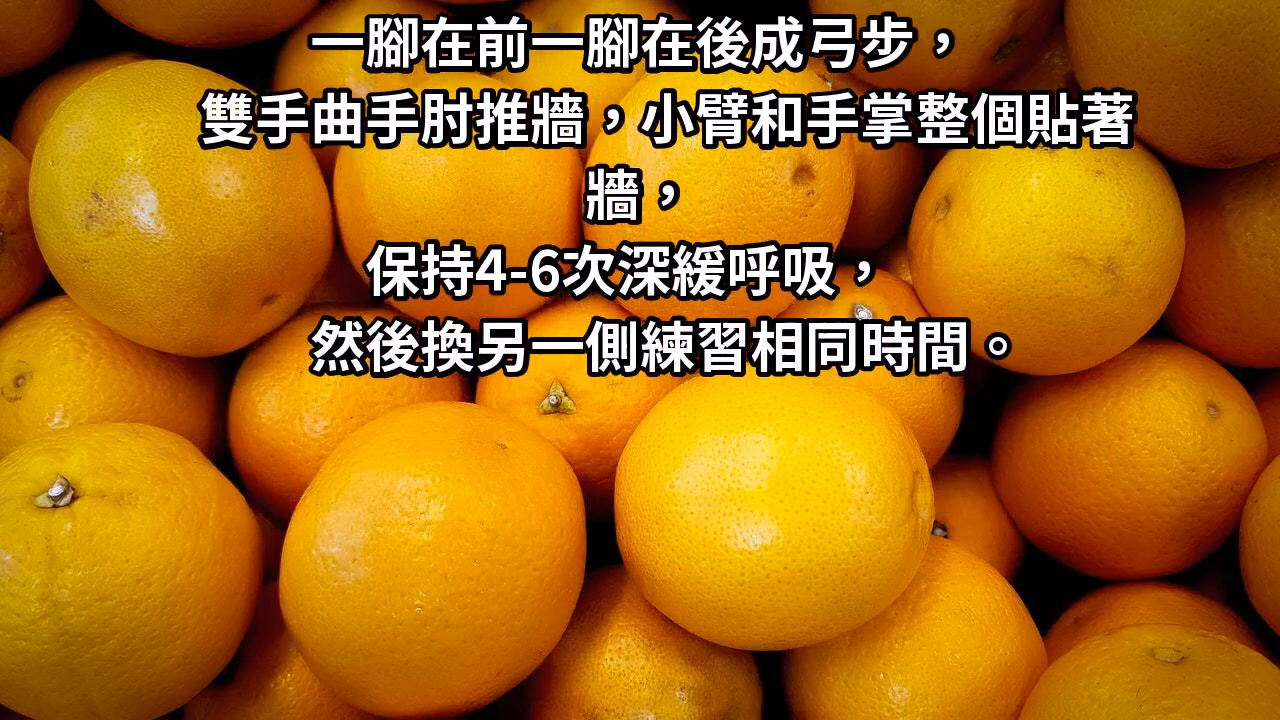 一腳在前一腳在後成弓步，
雙手曲手肘推牆，小臂和手掌整個貼著
牆，
保持4-6次深緩呼吸，
然後換另一側練習相同時間。